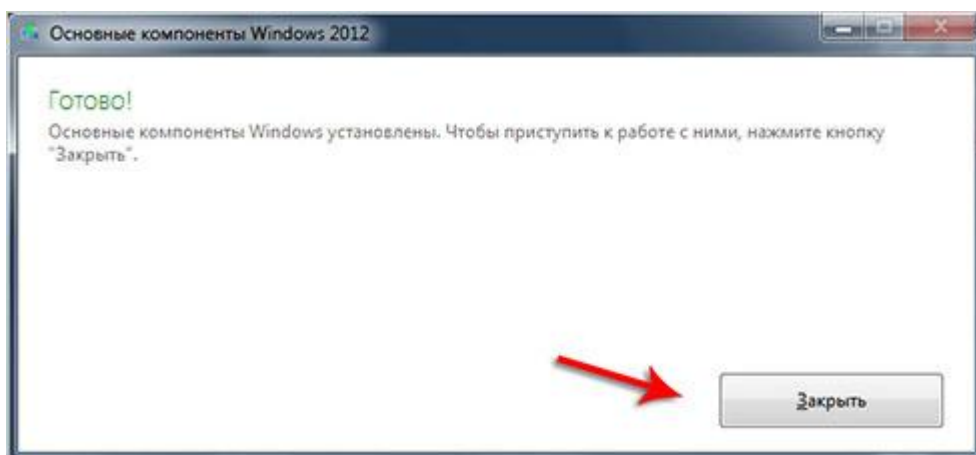 Основные компоненты Windows 2012
Готово!
Основные компоненты Windows установлены. Чтобы приступить к работе с ними, нажмите кнопку
"Закрыть".
Закрыть